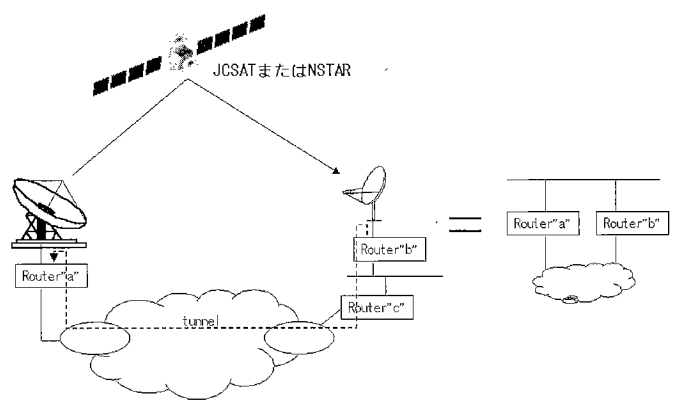 JCSATまたはNSTAR
Router"a"
Router"b"
Router"c"
tunnel
Router"a"
Router"b"